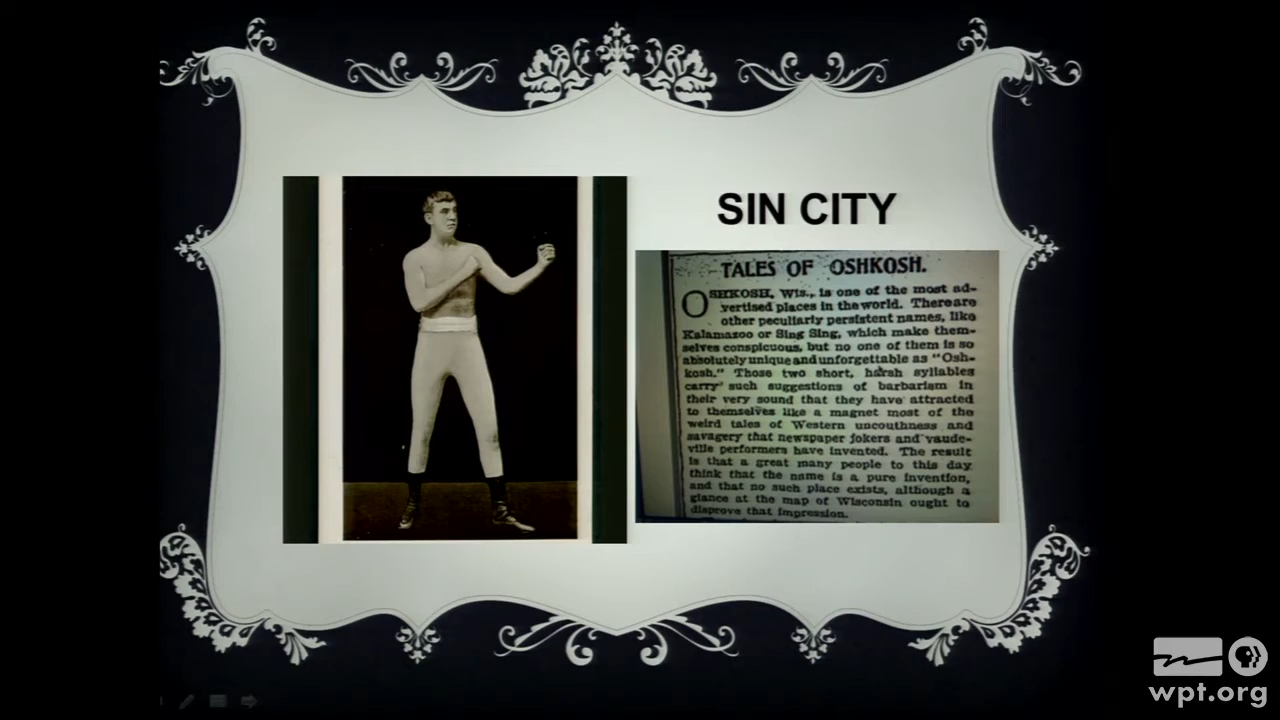 SIN CITY
TALES OF OSHKOSH.
OSHKOSH, Wis., is one of the most ad-
vertised places in the world. There are
other peculiarly persistent names, like
Kalamazoo or Sing Sing, which make them-
selves conspicuous, but no one of them is so
absolutely unique and unforgettable as "Osh-
kosh." Those two short, harsh syllables
carry such suggestions of barbarism in
their very sound that they have attracted
to themselves like a magnet most of the
weird tales of Western uncouthness and
savagery that newspaper jokers and vaude-
ville performers have invented. The result
is that a great many people to this day
think that the name is a pure invention,
and that no such place exists, although a
glance at the map of Wisconsin ought to
disprove that impression.
wpt.org